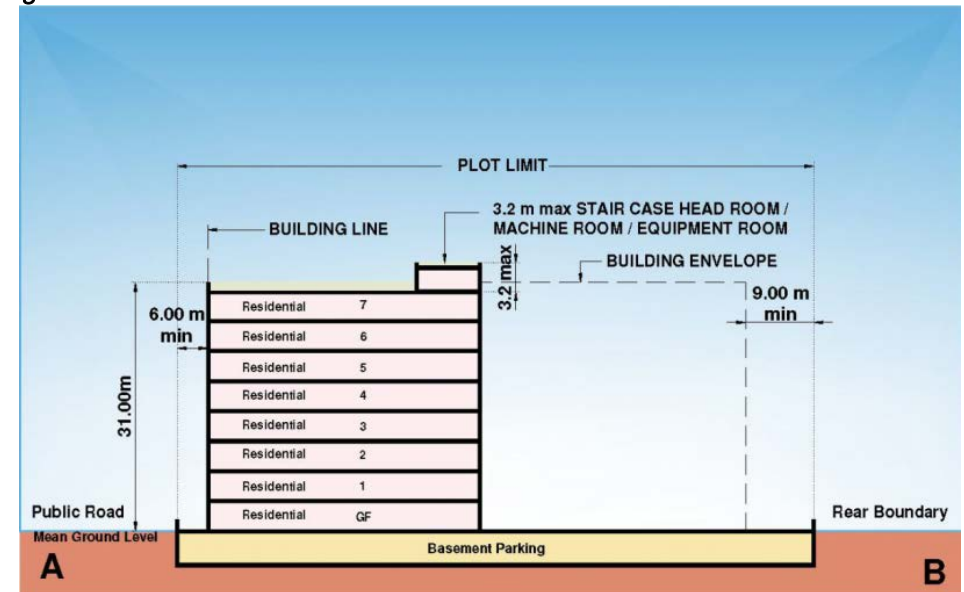 PLOT LIMIT
3.2 m max STAIR CASE HEAD ROOM /
MACHINE ROOM / EQUIPMENT ROOM
BUILDING LINE
3.2 max
BUILDING ENVELOPE
6.00 m
min
9.00 m
min
31.00m
Residential 7
Residential 6
Residential 5
Residential 4
Residential 3
Residential 2
Residential 1
Residential GF
Public Road
Rear Boundary
Mean Ground Level
Basement Parking
A
B